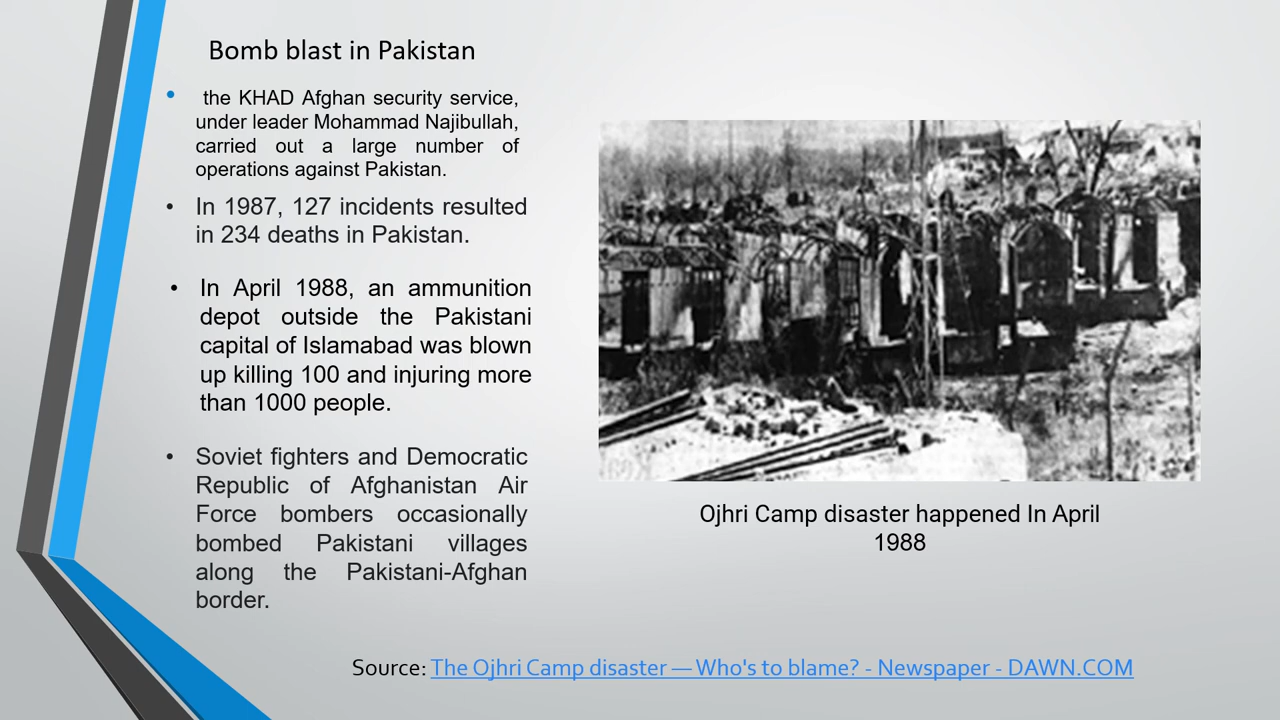 Bomb blast in Pakistan
• the KHAD Afghan security service,
under leader Mohammad Najibullah,
carried out a large number of
operations against Pakistan.
• In 1987, 127 incidents resulted
in 234 deaths in Pakistan.
• In April 1988, an ammunition
depot outside the Pakistani
capital of Islamabad was blown
up killing 100 and injuring more
than 1000 people.
• Soviet fighters and Democratic
Republic of Afghanistan Air
Force bombers occasionally
bombed Pakistani villages
along the Pakistani-Afghan
border.
Ojhri Camp disaster happened In April
1988
Source: The Ojhri Camp disaster — Who's to blame? - Newspaper - DAWN.COM